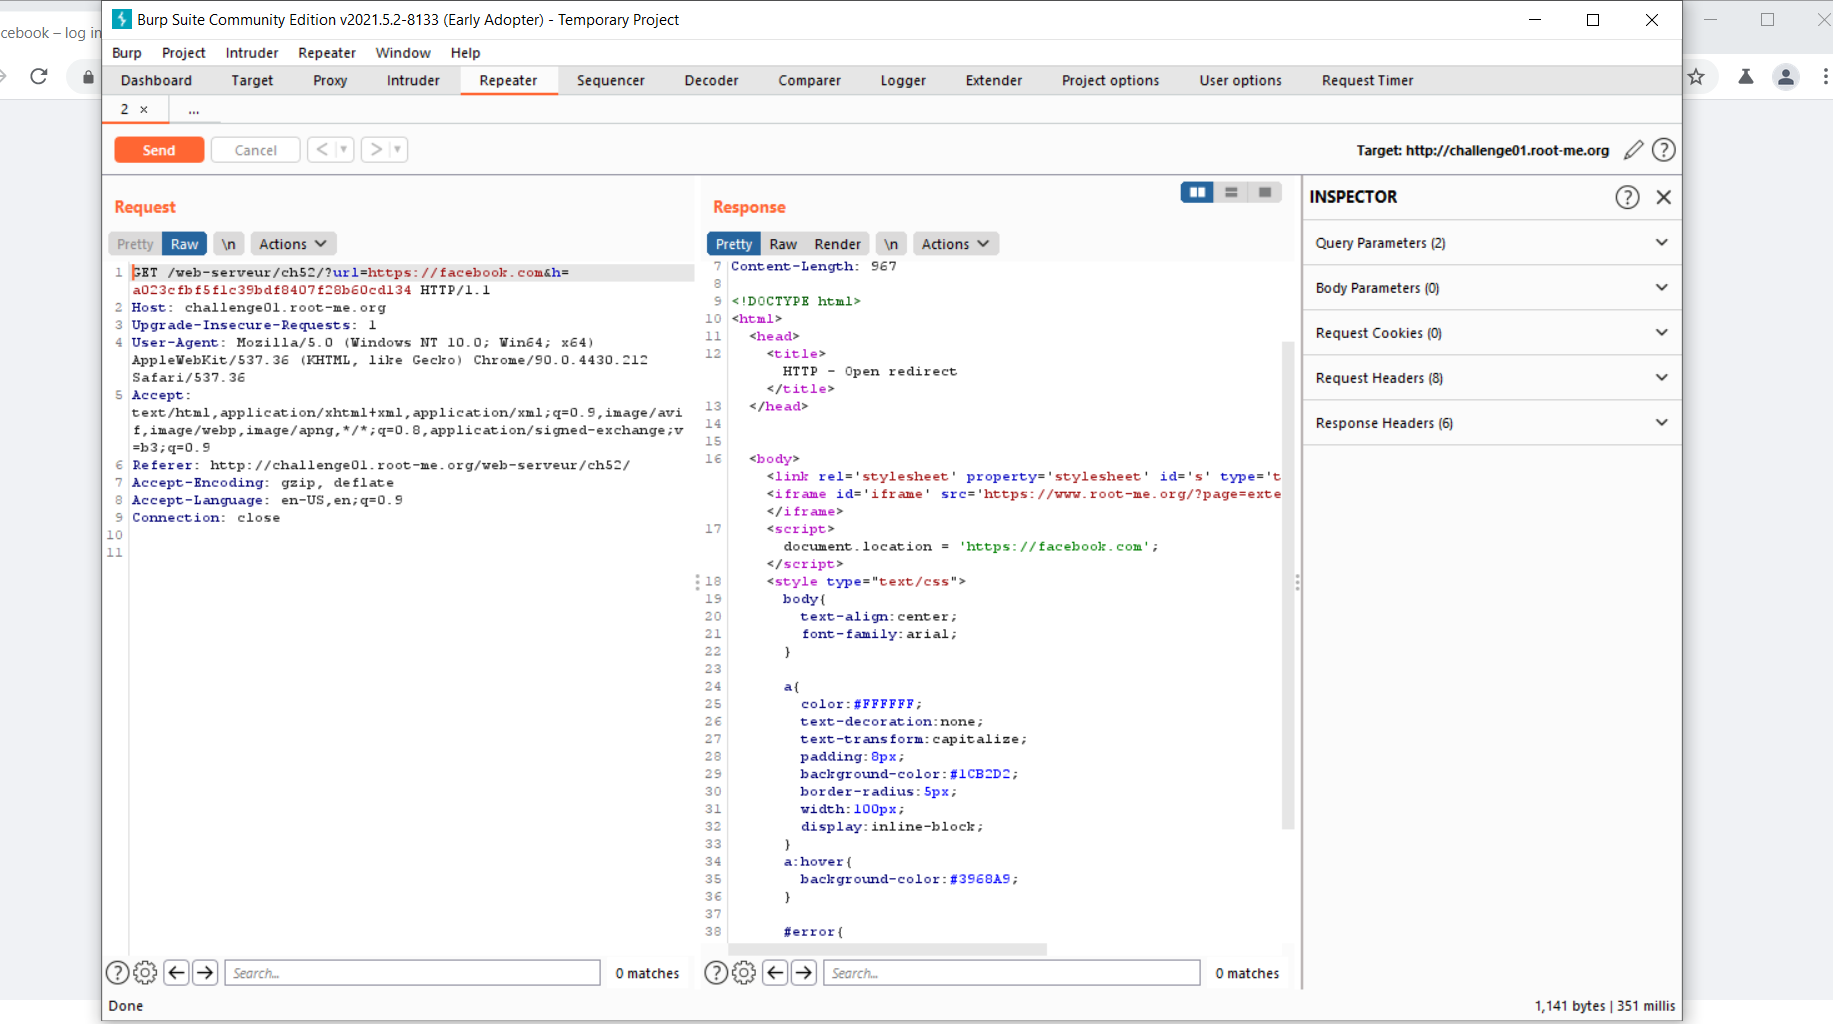 cebook – log in
Burp Suite Community Edition v2021.5.2-8133 (Early Adopter) - Temporary Project
Burp Project Intruder Repeater Window Help
Dashboard Target Proxy Intruder Repeater Sequencer Decoder Comparer Logger Extender Project options User options Request Timer
2 × ...
Send Cancel < > Target: http://challenge01.root-me.org
Request
Pretty Raw \n Actions
1 GET /web-serveur/ch52/?url=https://facebook.com&h=
a023cfbf5f1c39bdf8407f28b60cd134 HTTP/1.1
2 Host: challenge01.root-me.org
3 Upgrade-Insecure-Requests: 1
4 User-Agent: Mozilla/5.0 (Windows NT 10.0; Win64; x64)
AppleWebKit/537.36 (KHTML, like Gecko) Chrome/90.0.4430.212
Safari/537.36
5 Accept:
text/html,application/xhtml+xml,application/xml;q=0.9,image/avi
f,image/webp,image/apng,*/*;q=0.8,application/signed-exchange;v
=b3;q=0.9
6 Referer: http://challenge01.root-me.org/web-serveur/ch52/
7 Accept-Encoding: gzip, deflate
8 Accept-Language: en-US,en;q=0.9
9 Connection: close
10
11
Search...
0 matches
Response
Pretty Raw Render \n Actions
7 Content-Length: 967
8
9 <!DOCTYPE html>
10 <html>
11 <head>
12 <title>
HTTP - Open redirect
</title>
13 </head>
14
15
16 <body>
<link rel='stylesheet' property='stylesheet' id='s' type='t
<iframe id='iframe' src='https://www.root-me.org/?page=exte
</iframe>
17 <script>
document.location = 'https://facebook.com';
</script>
18 <style type="text/css">
19 body{
20 text-align:center;
21 font-family:arial;
22 }
23
24 a{
25 color:#FFFFFF;
26 text-decoration:none;
27 text-transform:capitalize;
28 padding:8px;
29 background-color:#1CB2D2;
30 border-radius:5px;
31 width:100px;
32 display:inline-block;
33 }
34 a:hover{
35 background-color:#3968A9;
36 }
37
38 #error{
Search...
0 matches
INSPECTOR
Query Parameters (2)
Body Parameters (0)
Request Cookies (0)
Request Headers (8)
Response Headers (6)
Done
1,141 bytes | 351 millis